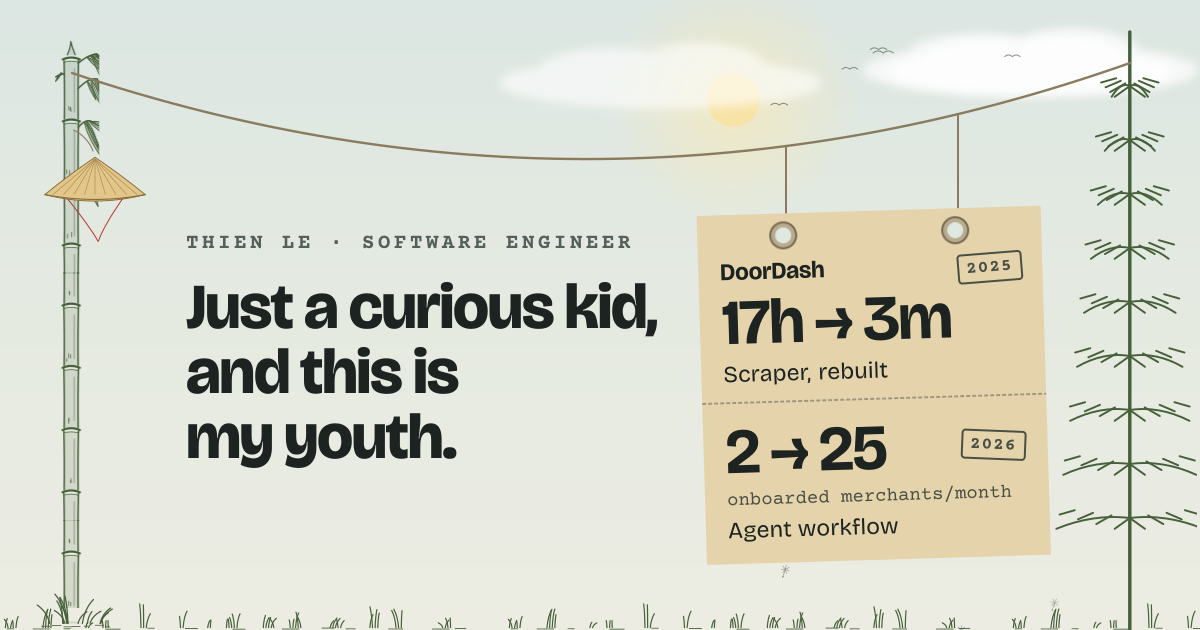 THIEN LE · SOFTWARE ENGINEER
Just a curious kid,
and this is
my youth.
DoorDash
2025
17h → 3m
Scraper, rebuilt
2 → 25
2026
onboarded merchants/month
Agent workflow